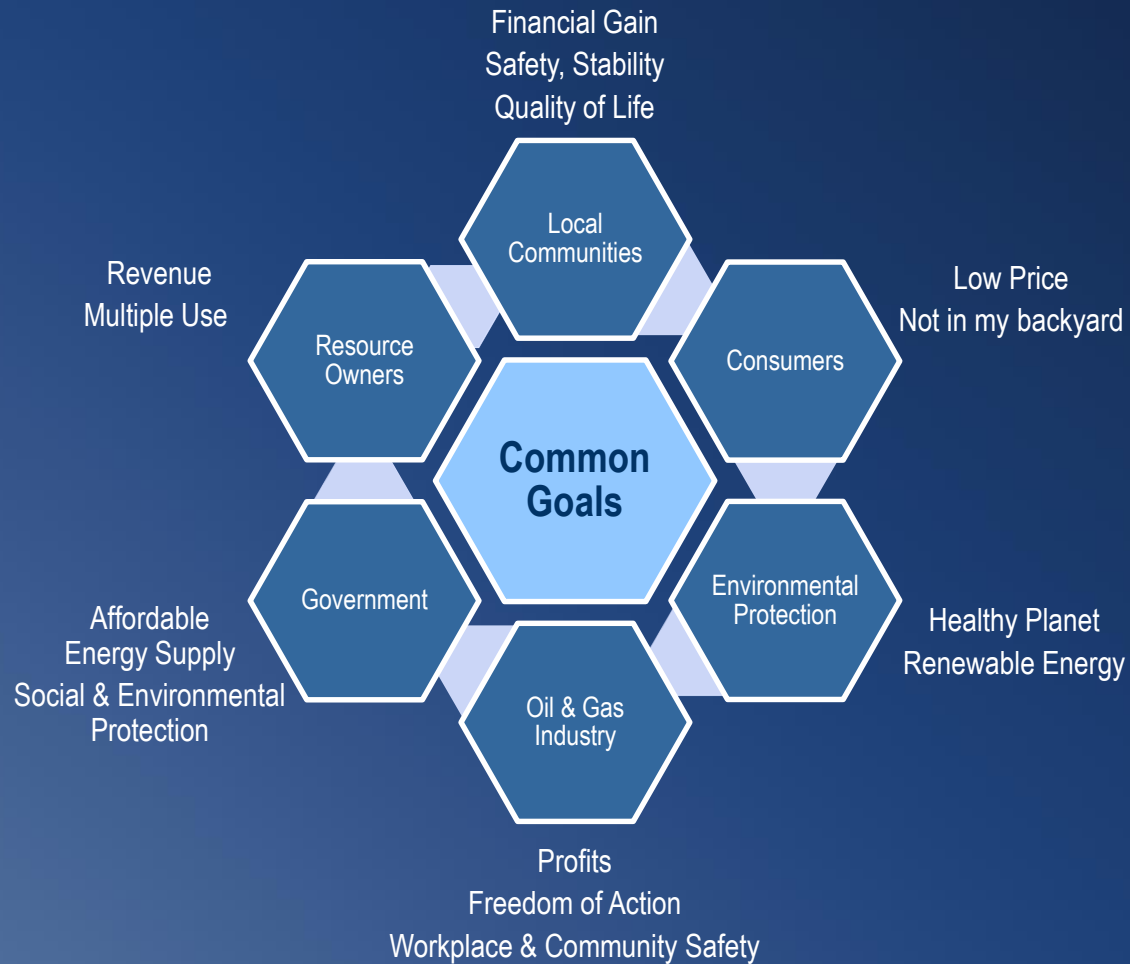 Financial Gain
Safety, Stability
Quality of Life
Local
Communities
Revenue
Multiple Use
Resource
Owners
Low Price
Not in my backyard
Consumers
Common
Goals
Government
Affordable
Energy Supply
Social & Environmental
Protection
Environmental
Protection
Healthy Planet
Renewable Energy
Oil & Gas
Industry
Profits
Freedom of Action
Workplace & Community Safety